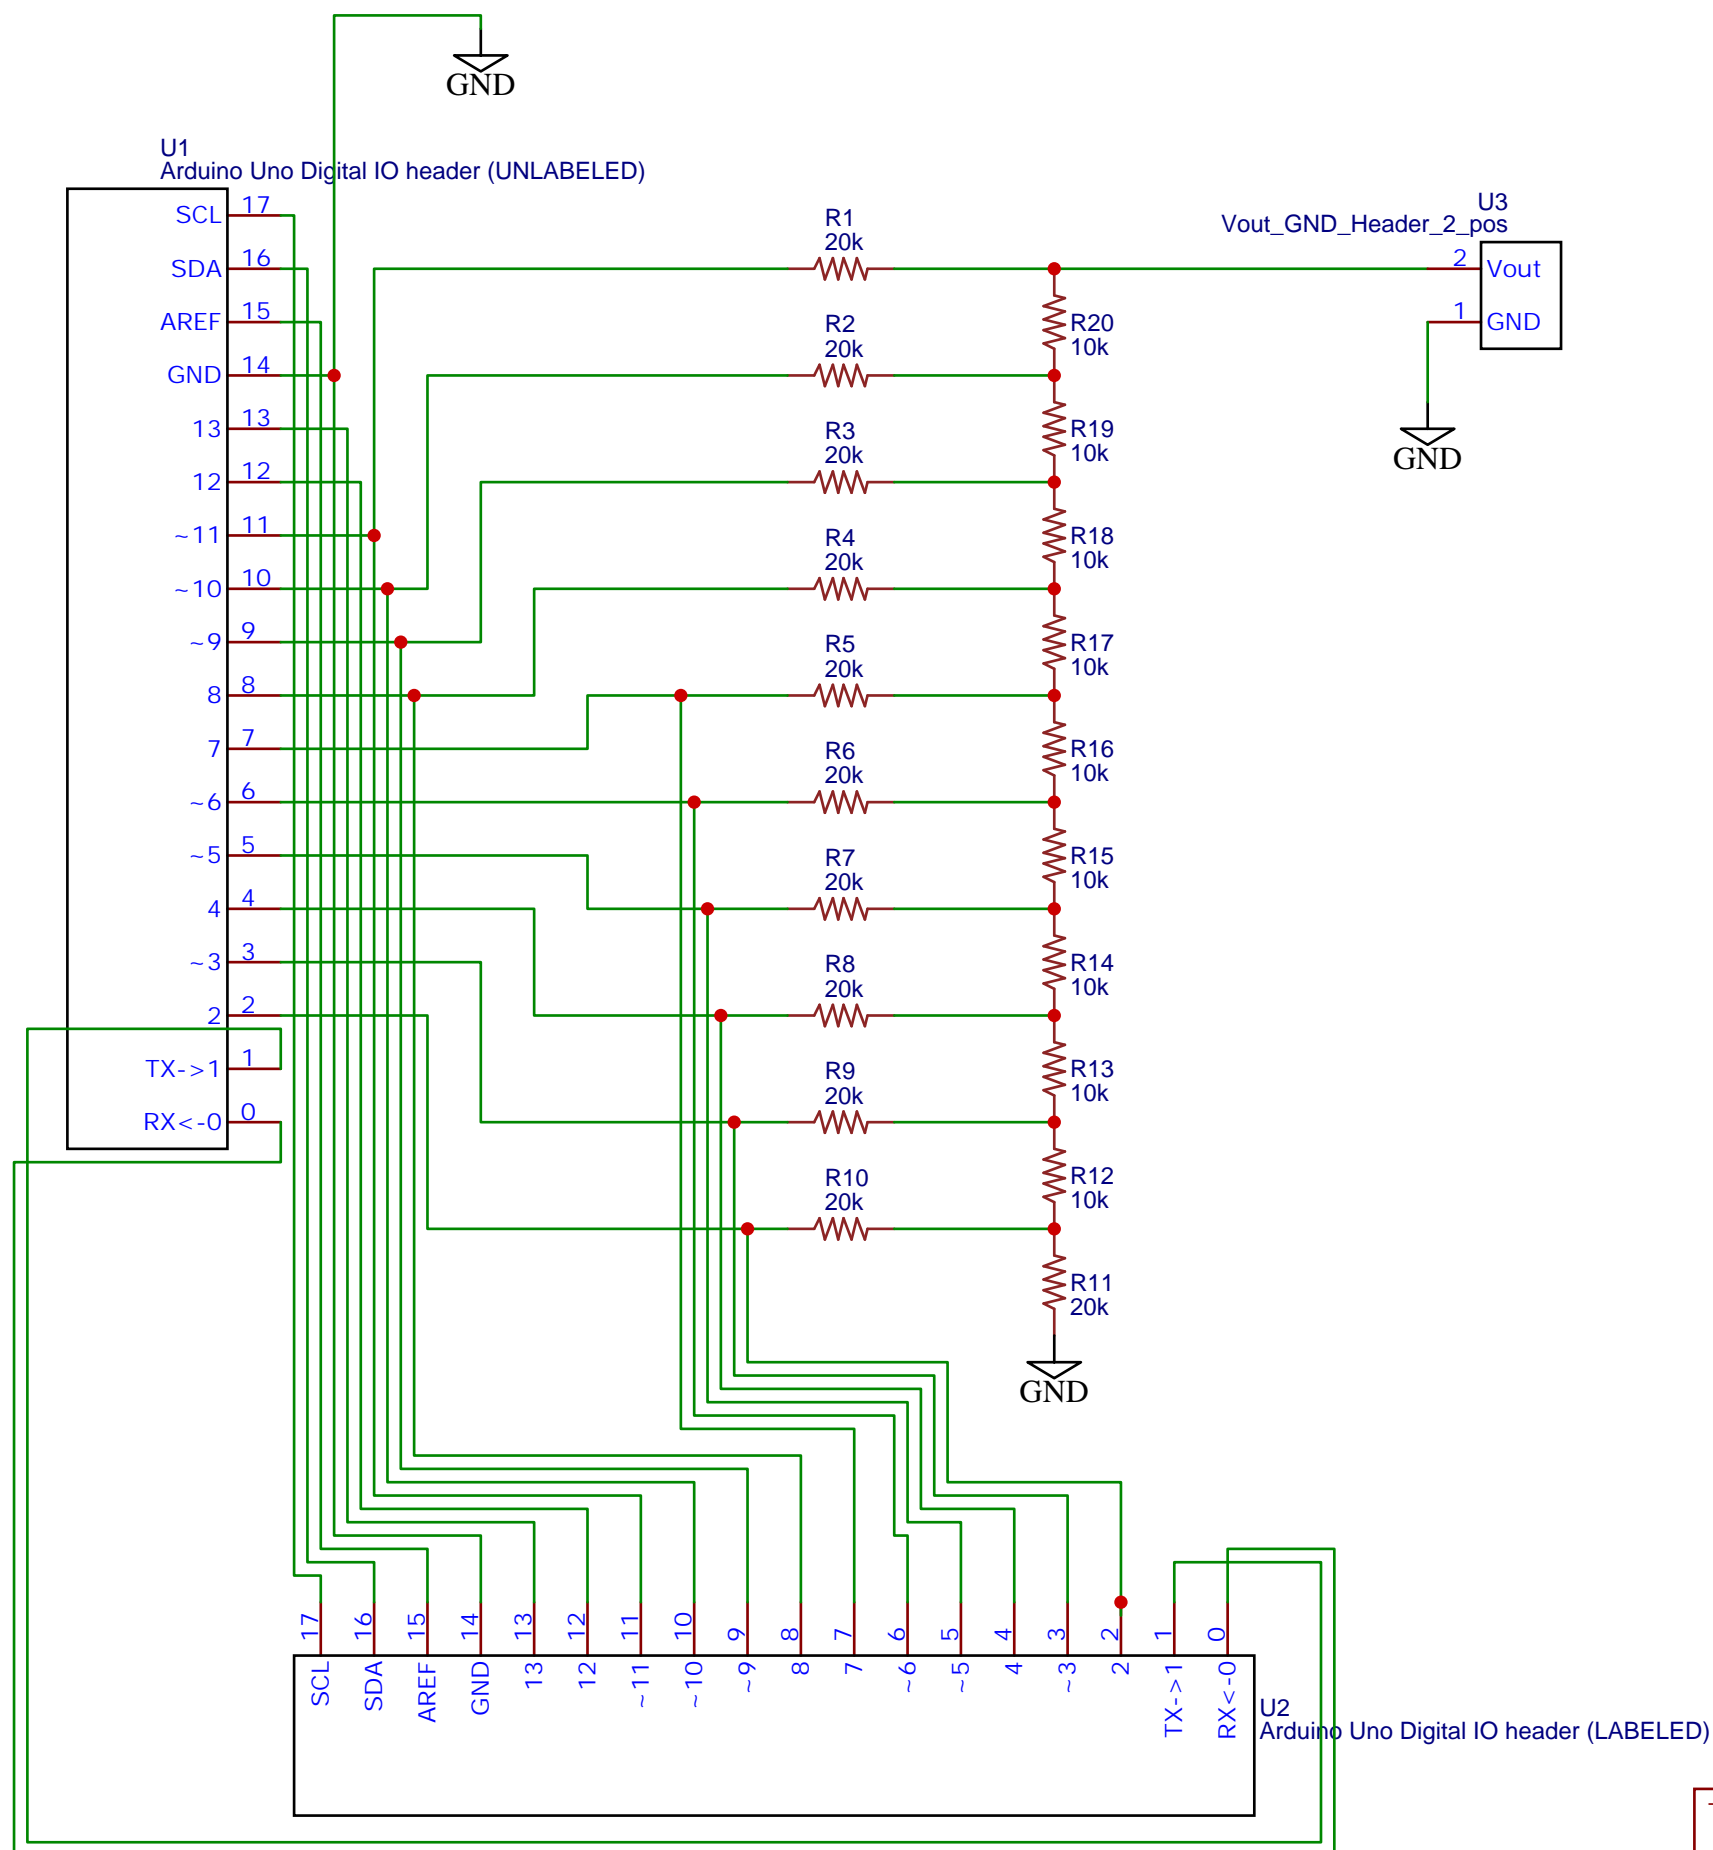 GND
U1
Arduino Uno Digital IO header (UNLABELED)
SCL 17
SDA 16
AREF 15
GND 14
13 13
12 12
~11 11
~10 10
~9 9
8 8
7 7
~6 6
~5 5
4 4
~3 3
2 2
TX->1 1
RX<-0 0
R1
20k
R2
20k
R3
20k
R4
20k
R5
20k
R6
20k
R7
20k
R8
20k
R9
20k
R10
20k
R20
10k
R19
10k
R18
10k
R17
10k
R16
10k
R15
10k
R14
10k
R13
10k
R12
10k
R11
20k
GND
U3
Vout_GND_Header_2_pos
2 Vout
1 GND
GND
17 16 15 14 13 12 11 10 9 8 7 6 5 4 3 2 1 0
SCL SDA AREF GND 13 12 ~11 ~10 ~9 8 7 ~6 ~5 4 ~3 2 TX->1 RX<-0
U2
Arduino Uno Digital IO header (LABELED)